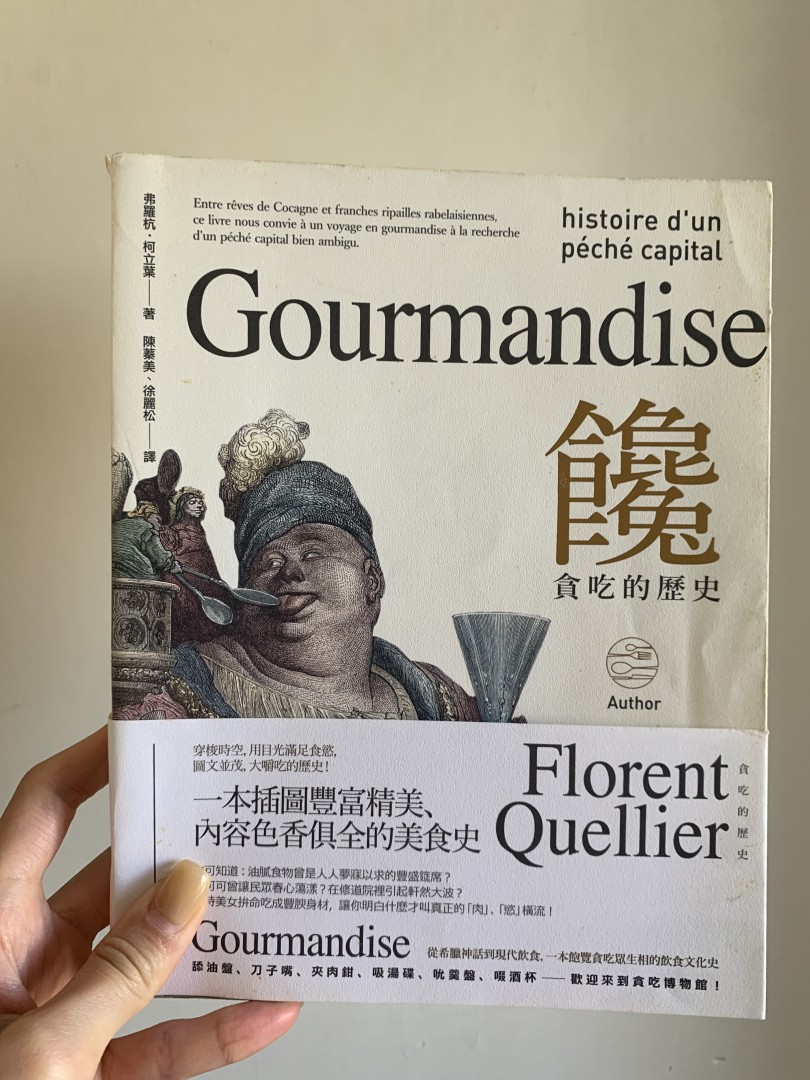 弗羅杭・柯立葉——著　陳蓁美、徐麗松——譯
Entre rêves de Cocagne et franches ripailles rabelaisiennes,
ce livre nous convie à un voyage en gourmandise à la recherche
d'un péché capital bien ambigu.
histoire d'un
péché capital
Gourmandise
饞
貪吃的歷史
Author
Florent
Quellier
貪吃的歷史
穿梭時空,用目光滿足食慾,
圖文並茂,大嚼吃的歷史!
一本插圖豐富精美、
內容色香俱全的美食史
可知道:油膩食物曾是人人夢寐以求的豐盛筵席?
可可曾讓民眾春心蕩漾?在修道院裡引起軒然大波?
時美女拚命吃成豐腴身材,讓你明白什麼才叫真正的「肉」、「慾」橫流!
Gourmandise
從希臘神話到現代飲食,一本飽覽貪吃眾生相的飲食文化史
舔油盤、刀子嘴、夾肉鉗、吸湯碟、吮羹盤、啜酒杯——歡迎來到貪吃博物館!